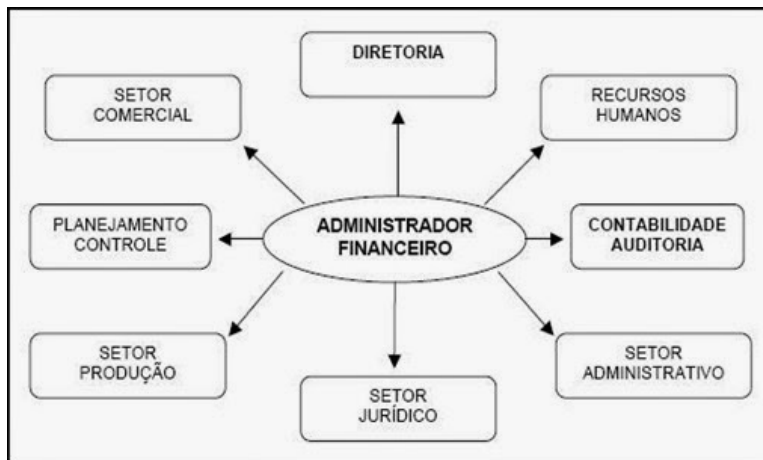 DIRETORIA
SETOR
COMERCIAL
RECURSOS
HUMANOS
PLANEJAMENTO
CONTROLE
ADMINISTRADOR
FINANCEIRO
CONTABILIDADE
AUDITORIA
SETOR
PRODUÇÃO
SETOR
JURÍDICO
SETOR
ADMINISTRATIVO